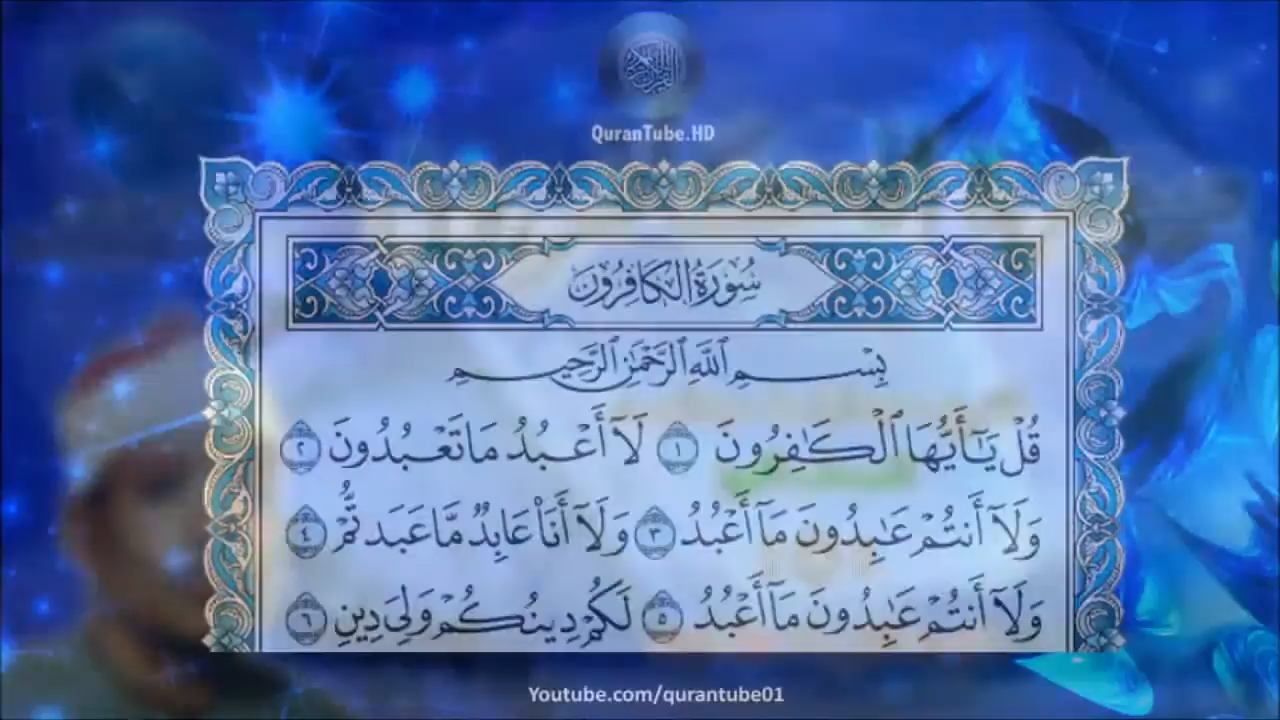 QuranTube.HD
سُورَةُ الكَافِرُونَ
بِسْمِ ٱللَّهِ ٱلرَّحْمَٰنِ ٱلرَّحِيمِ
قُلْ يَٰٓأَيُّهَا ٱلْكَٰفِرُونَ ١ لَآ أَعْبُدُ مَا تَعْبُدُونَ ٢
وَلَآ أَنتُمْ عَٰبِدُونَ مَآ أَعْبُدُ ٣ وَلَآ أَنَا۠ عَابِدٌ مَّا عَبَدتُّمْ ٤
وَلَآ أَنتُمْ عَٰبِدُونَ مَآ أَعْبُدُ ٥ لَكُمْ دِينُكُمْ وَلِىَ دِينِ ٦
Youtube.com/qurantube01